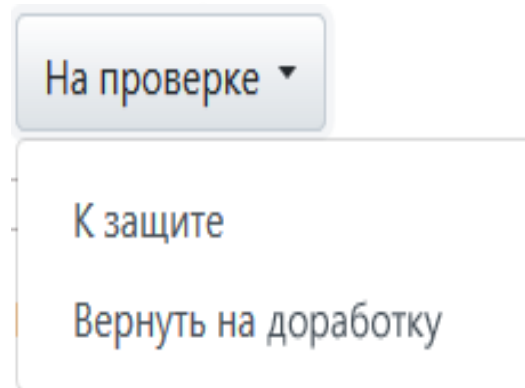 На проверке
К защите
Вернуть на доработку